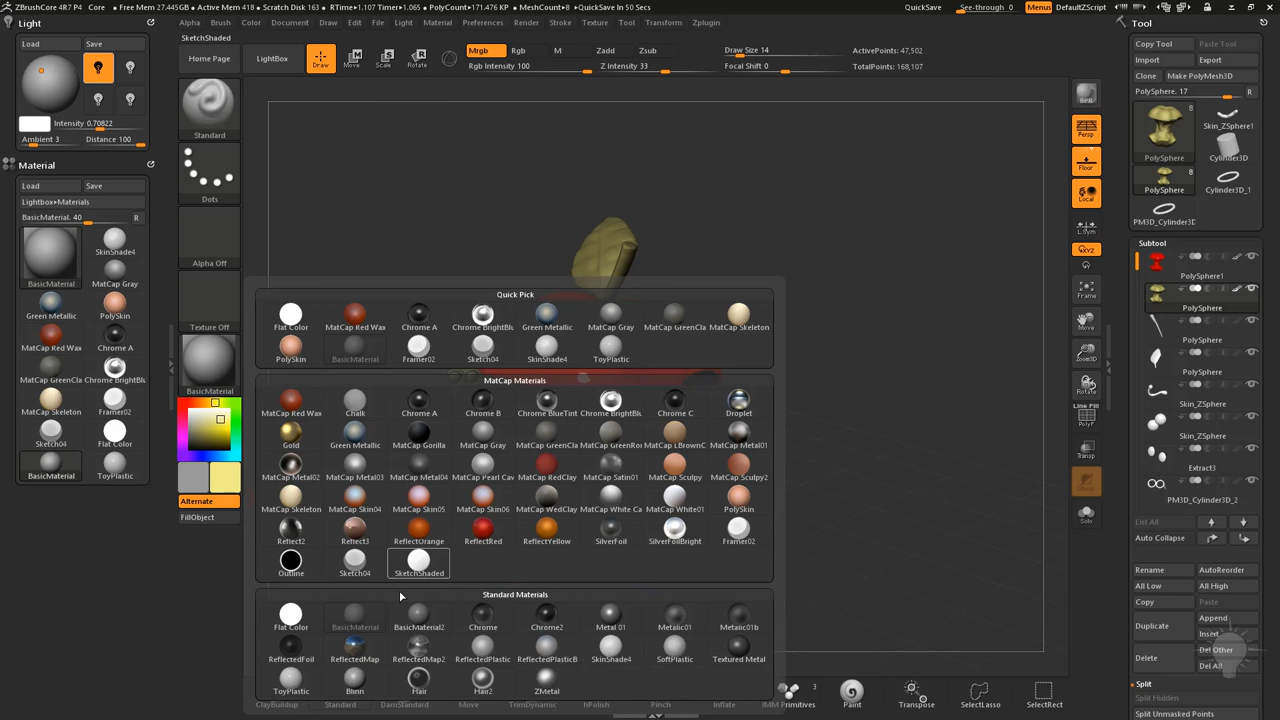 ZBrushCore 4R7 P4 Core • Free Mem 27.445GB • Active Mem 418 • Scratch Disk 163 • RTime▸1.107 Timer▸1.065 • PolyCount▸171.476 KP • MeshCount▸8 •QuickSave In 50 Secs QuickSave See-through 0 Menus DefaultZScript
Light Alpha Brush Color Document Draw Edit File Layer Light Material Preferences Render Stroke Texture Tool Transform Zplugin Tool
SketchShaded
Load Save
Home Page LightBox Draw Move Scale Rotate
Mrgb Rgb M Zadd Zsub
Rgb Intensity 100 Z Intensity 33
Draw Size 14
Focal Shift 0
ActivePoints: 47,502
TotalPoints: 168,107
Copy Tool Paste Tool
Import Export
Clone Make PolyMesh3D
PolySphere. 17 R
Intensity 0.70822
Ambient 3 Distance 100
Standard
BPR
Persp
Floor
Local
L.Sym
XYZ
Frame
Move
Zoom3D
Rotate
Line Fill
PolyF
Transp
Ghost
Solo
8
PolySphere
Skin_ZSphere1
Cylinder3D
8
PolySphere
Cylinder3D_1
PM3D_Cylinder3D
Material
Load Save
Lightbox▸Materials
BasicMaterial. 40 R
BasicMaterial
SkinShade4
MatCap Gray
Green Metallic PolySkin
MatCap Red Wax Chrome A
MatCap GreenCla Chrome BrightBlu
MatCap Skeleton Framer02
Sketch04 Flat Color
BasicMaterial ToyPlastic
Dots
Alpha Off
Texture Off
BasicMaterial
Alternate
FillObject
Quick Pick
Flat Color MatCap Red Wax Chrome A Chrome BrightBlu Green Metallic MatCap Gray MatCap GreenCla MatCap Skeleton
PolySkin BasicMaterial Framer02 Sketch04 SkinShade4 ToyPlastic
MatCap Materials
MatCap Red Wax Chalk Chrome A Chrome B Chrome BlueTint Chrome BrightBlu Chrome C Droplet
Gold Green Metallic MatCap Gorilla MatCap Gray MatCap GreenCla MatCap GreenRon MatCap LBrownC MatCap Metal01
MatCap Metal02 MatCap Metal03 MatCap Metal04 MatCap Pearl Cav MatCap RedClay MatCap Satin01 MatCap Sculpy MatCap Sculpy2
MatCap Skeleton MatCap Skin04 MatCap Skin05 MatCap Skin06 MatCap WedClay MatCap White Ca MatCap White01 PolySkin
Reflect2 Reflect3 ReflectOrange ReflectRed ReflectYellow SilverFoil SilverFoilBright Framer02
Outline Sketch04 SketchShaded
Standard Materials
Flat Color BasicMaterial BasicMaterial2 Chrome Chrome2 Metal 01 Metalic01 Metalic01b
ReflectedFoil ReflectedMap ReflectedMap2 ReflectedPlastic ReflectedPlasticB SkinShade4 SoftPlastic Textured Metal
ToyPlastic Blinn Hair Hair2 ZMetal
ClayBuildup Standard DamStandard Move TrimDynamic hPolish Pinch Inflate IMM Primitives 3 Paint Transpose SelectLasso SelectRect
Subtool
PolySphere1
PolySphere
PolySphere
PolySphere
Skin_ZSphere
Skin_ZSphere
Extract3
PM3D_Cylinder3D_2
List All
Auto Collapse
Rename AutoReorder
All Low All High
Copy Paste
Duplicate Append
Insert
Delete Del Other
Del All
Split
Split Hidden
Split Unmasked Points